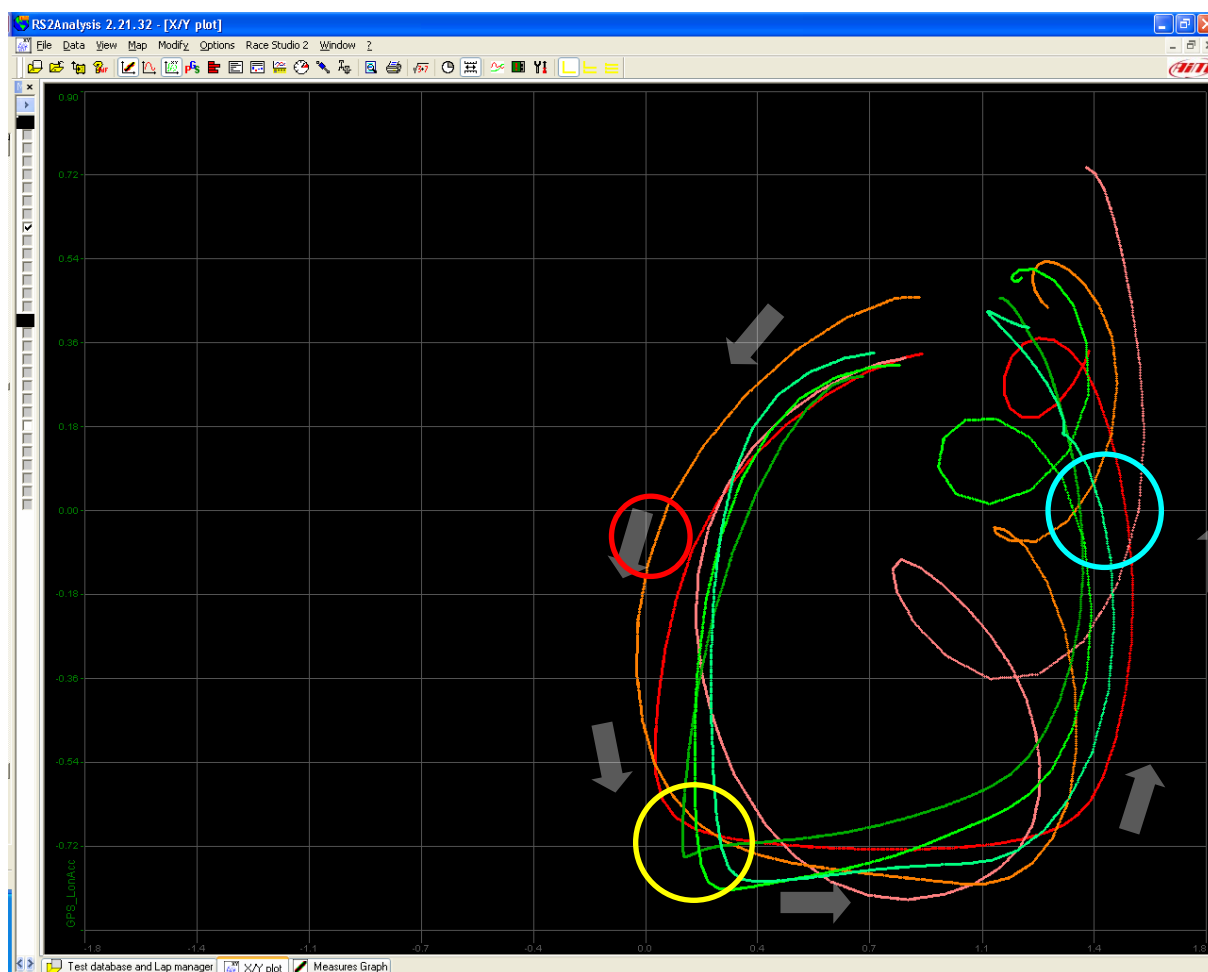 RS2Analysis 2.21.32 - [X/Y plot]
File Data View Map Modify Options Race Studio 2 Window ?
AiM
0.90
0.72
0.54
0.36
0.18
0.00
-0.18
-0.36
-0.54
-0.72
GPS_LonAcc
-1.8 -1.4 -1.1 -0.7 -0.4 0.0 0.4 0.7 1.1 1.4 1.8
Test database and Lap manager X/Y plot Measures Graph